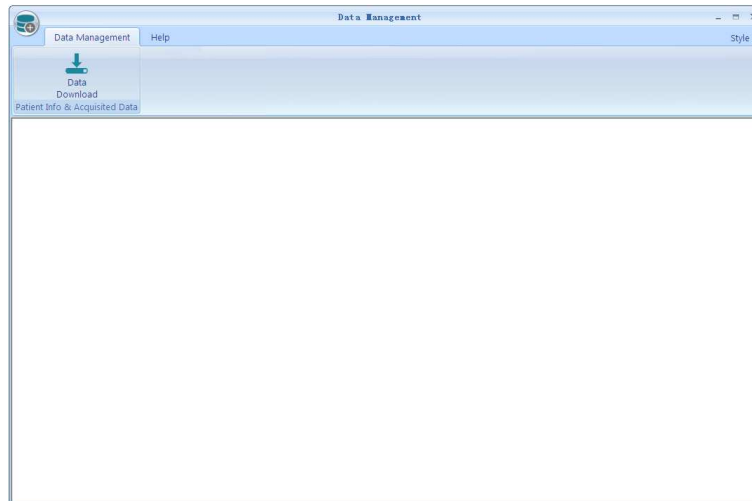 Data Management
Data Management Help Style
Data
Download
Patient Info & Acquisited Data